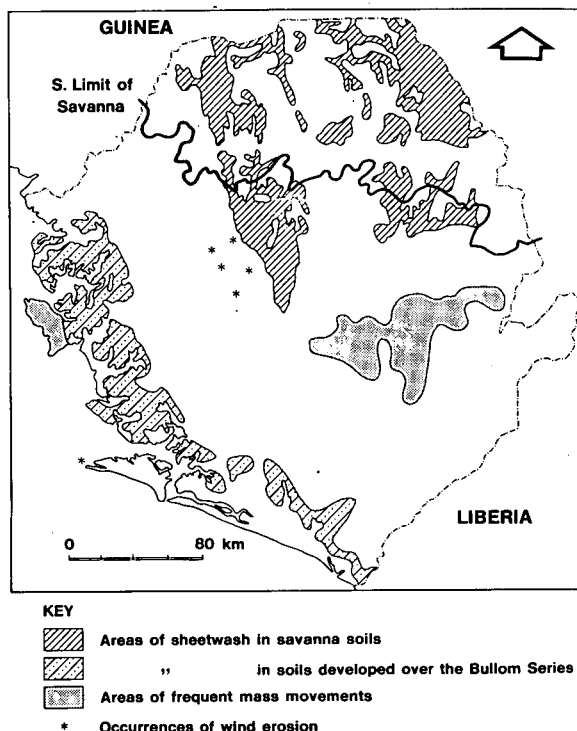 GUINEA
S. Limit of
Savanna
LIBERIA
0 80 km
KEY
Areas of sheetwash in savanna soils
„ in soils developed over the Bullom Series
Areas of frequent mass movements
* Occurrences of wind erosion